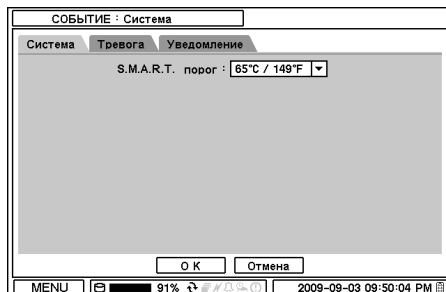 СОБЫТИЕ : Система
Система Тревога Уведомление
S.M.A.R.T. порог : 65°C / 149°F
O K Отмена
MENU 91% 2009-09-03 09:50:04 PM